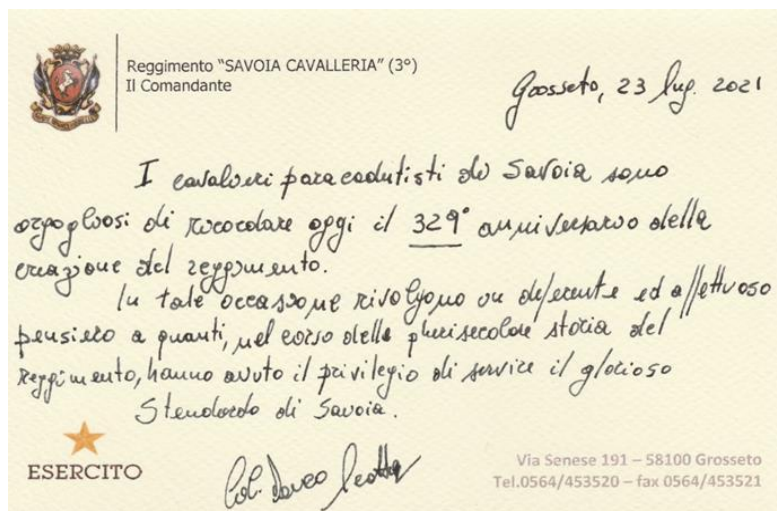 Reggimento "SAVOIA CAVALLERIA" (3°)
Il Comandante
Grosseto, 23 lug. 2021
I cavalieri paracadutisti di Savoia sono
orgogliosi di ricordare oggi il 329° anniversario della
creazione del reggimento.
In tale occasione rivolgono un deferente ed affettuoso
pensiero a quanti, nel corso della plurisecolare storia del
Reggimento, hanno avuto il privilegio di servire il glorioso
Stendardo di Savoia.
ESERCITO
Col.
Via Senese 191 – 58100 Grosseto
Tel.0564/453520 – fax 0564/453521